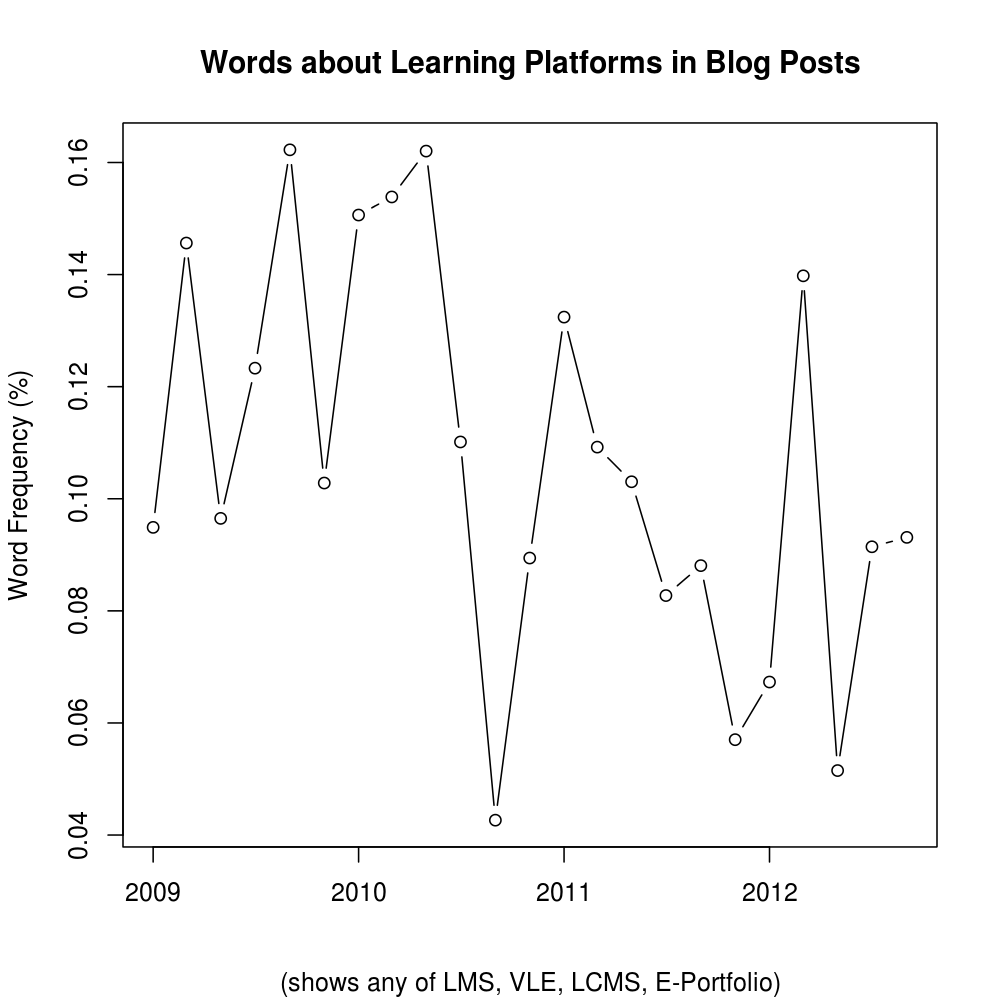 Words about Learning Platforms in Blog Posts
Word Frequency (%)
0.16
0.14
0.12
0.10
0.08
0.06
0.04
2009 2010 2011 2012
(shows any of LMS, VLE, LCMS, E-Portfolio)